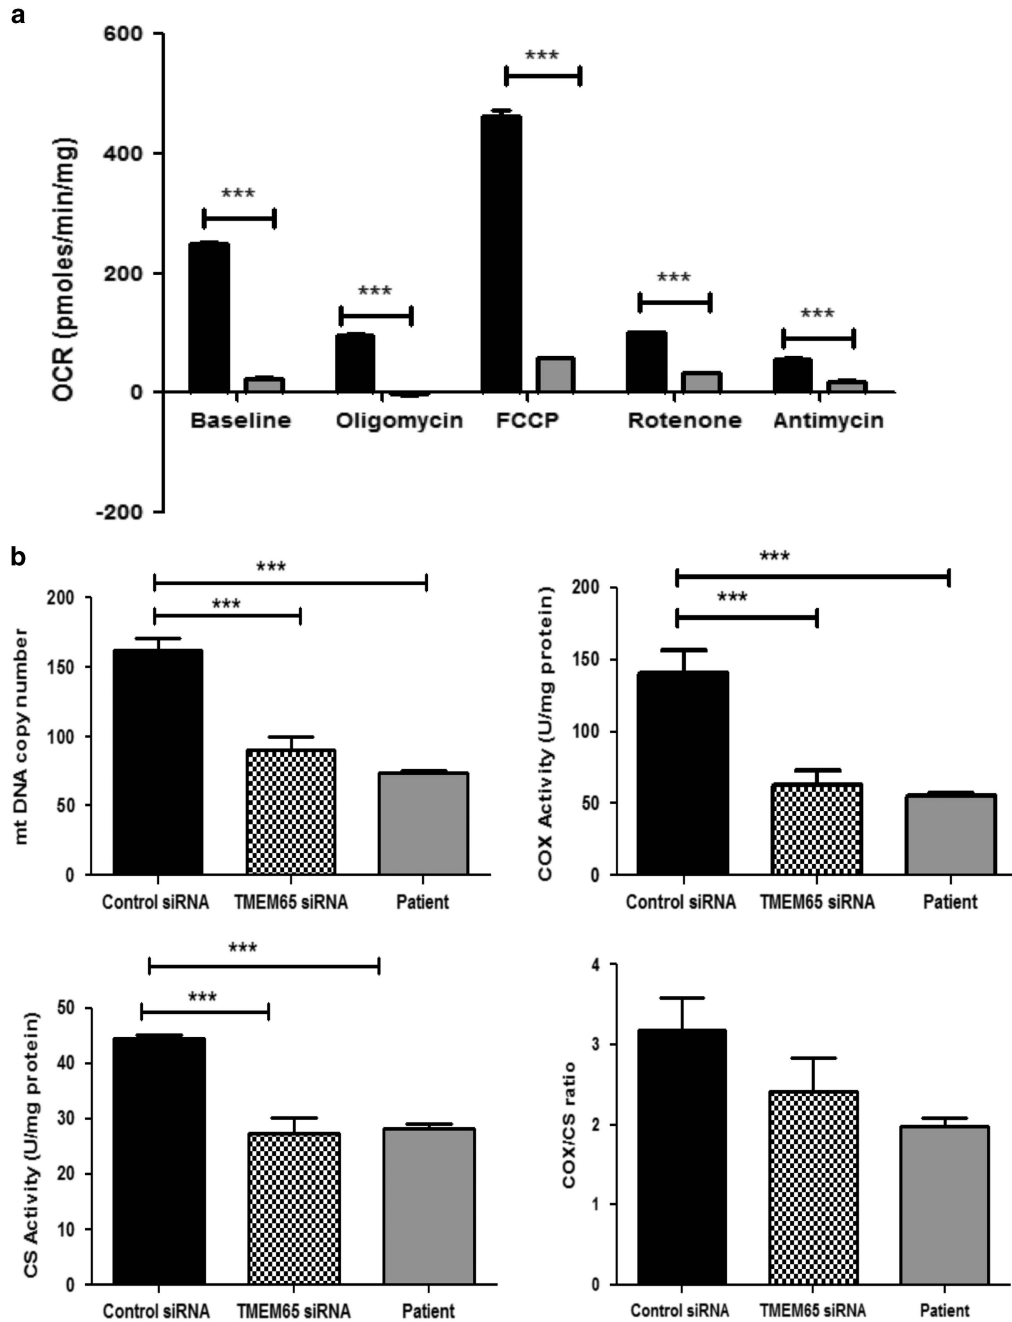 a
OCR (pmoles/min/mg)
600
400
200
0
-200
***
***
***
***
***
Baseline
Oligomycin
FCCP
Rotenone
Antimycin
b
mt DNA copy number
200
150
100
50
0
***
***
Control siRNA
TMEM65 siRNA
Patient
COX Activity (U/mg protein)
200
150
100
50
0
***
***
Control siRNA
TMEM65 siRNA
Patient
CS Activity (U/mg protein)
50
40
30
20
10
0
***
***
Control siRNA
TMEM65 siRNA
Patient
COX/CS ratio
4
3
2
1
0
Control siRNA
TMEM65 siRNA
Patient